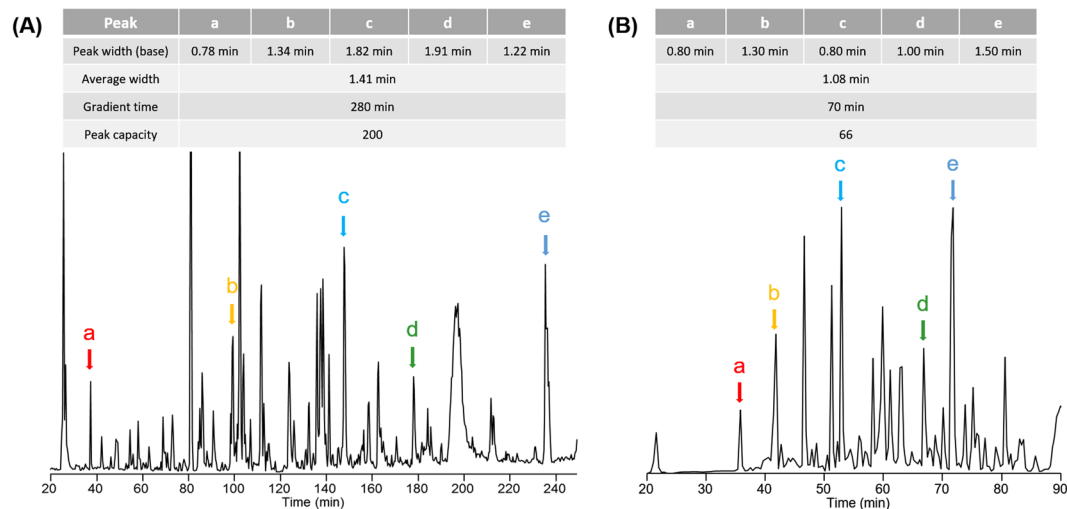 (A)
Peak a b c d e
Peak width (base) 0.78 min 1.34 min 1.82 min 1.91 min 1.22 min
Average width 1.41 min
Gradient time 280 min
Peak capacity 200
a
b
c
d
e
20 40 60 80 100 120 140 160 180 200 220 240
Time (min)
(B)
a b c d e
0.80 min 1.30 min 0.80 min 1.00 min 1.50 min
1.08 min
70 min
66
a
b
c
d
e
20 30 40 50 60 70 80 90
Time (min)